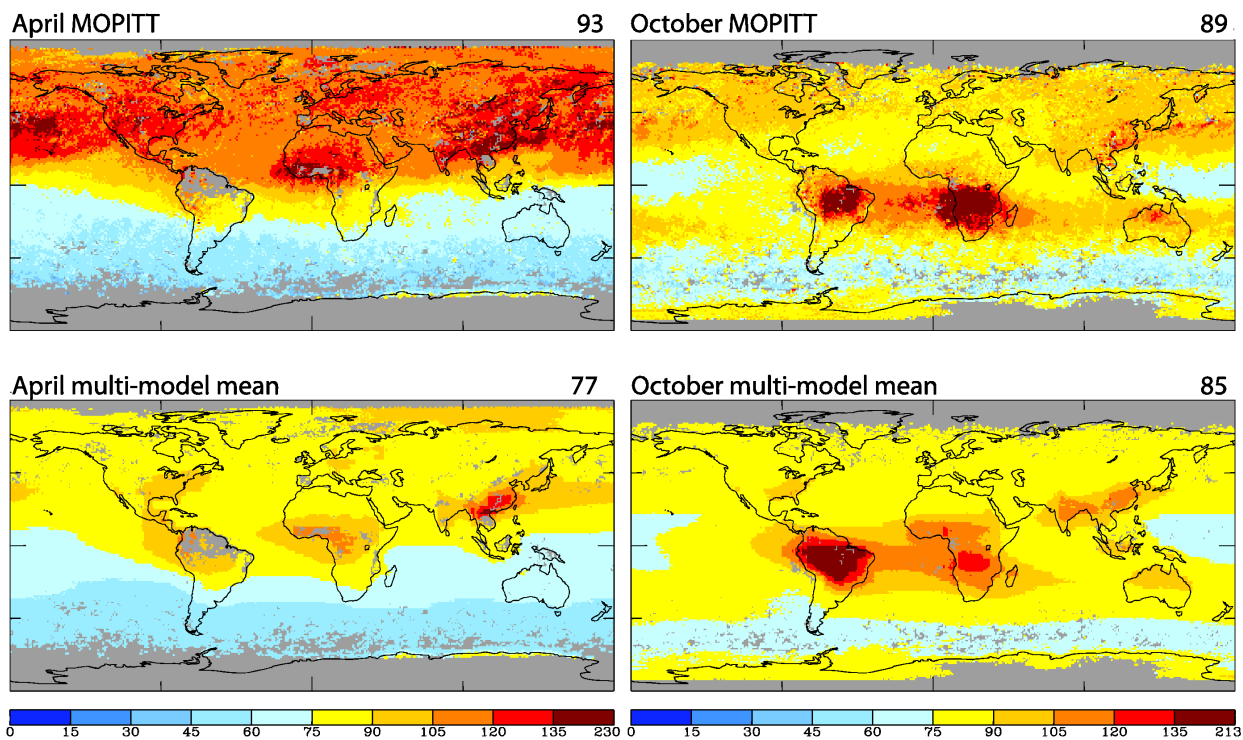 April MOPITT 93
October MOPITT 89
April multi-model mean 77
October multi-model mean 85
0 15 30 45 60 75 90 105 120 135 230
0 15 30 45 60 75 90 105 120 135 213